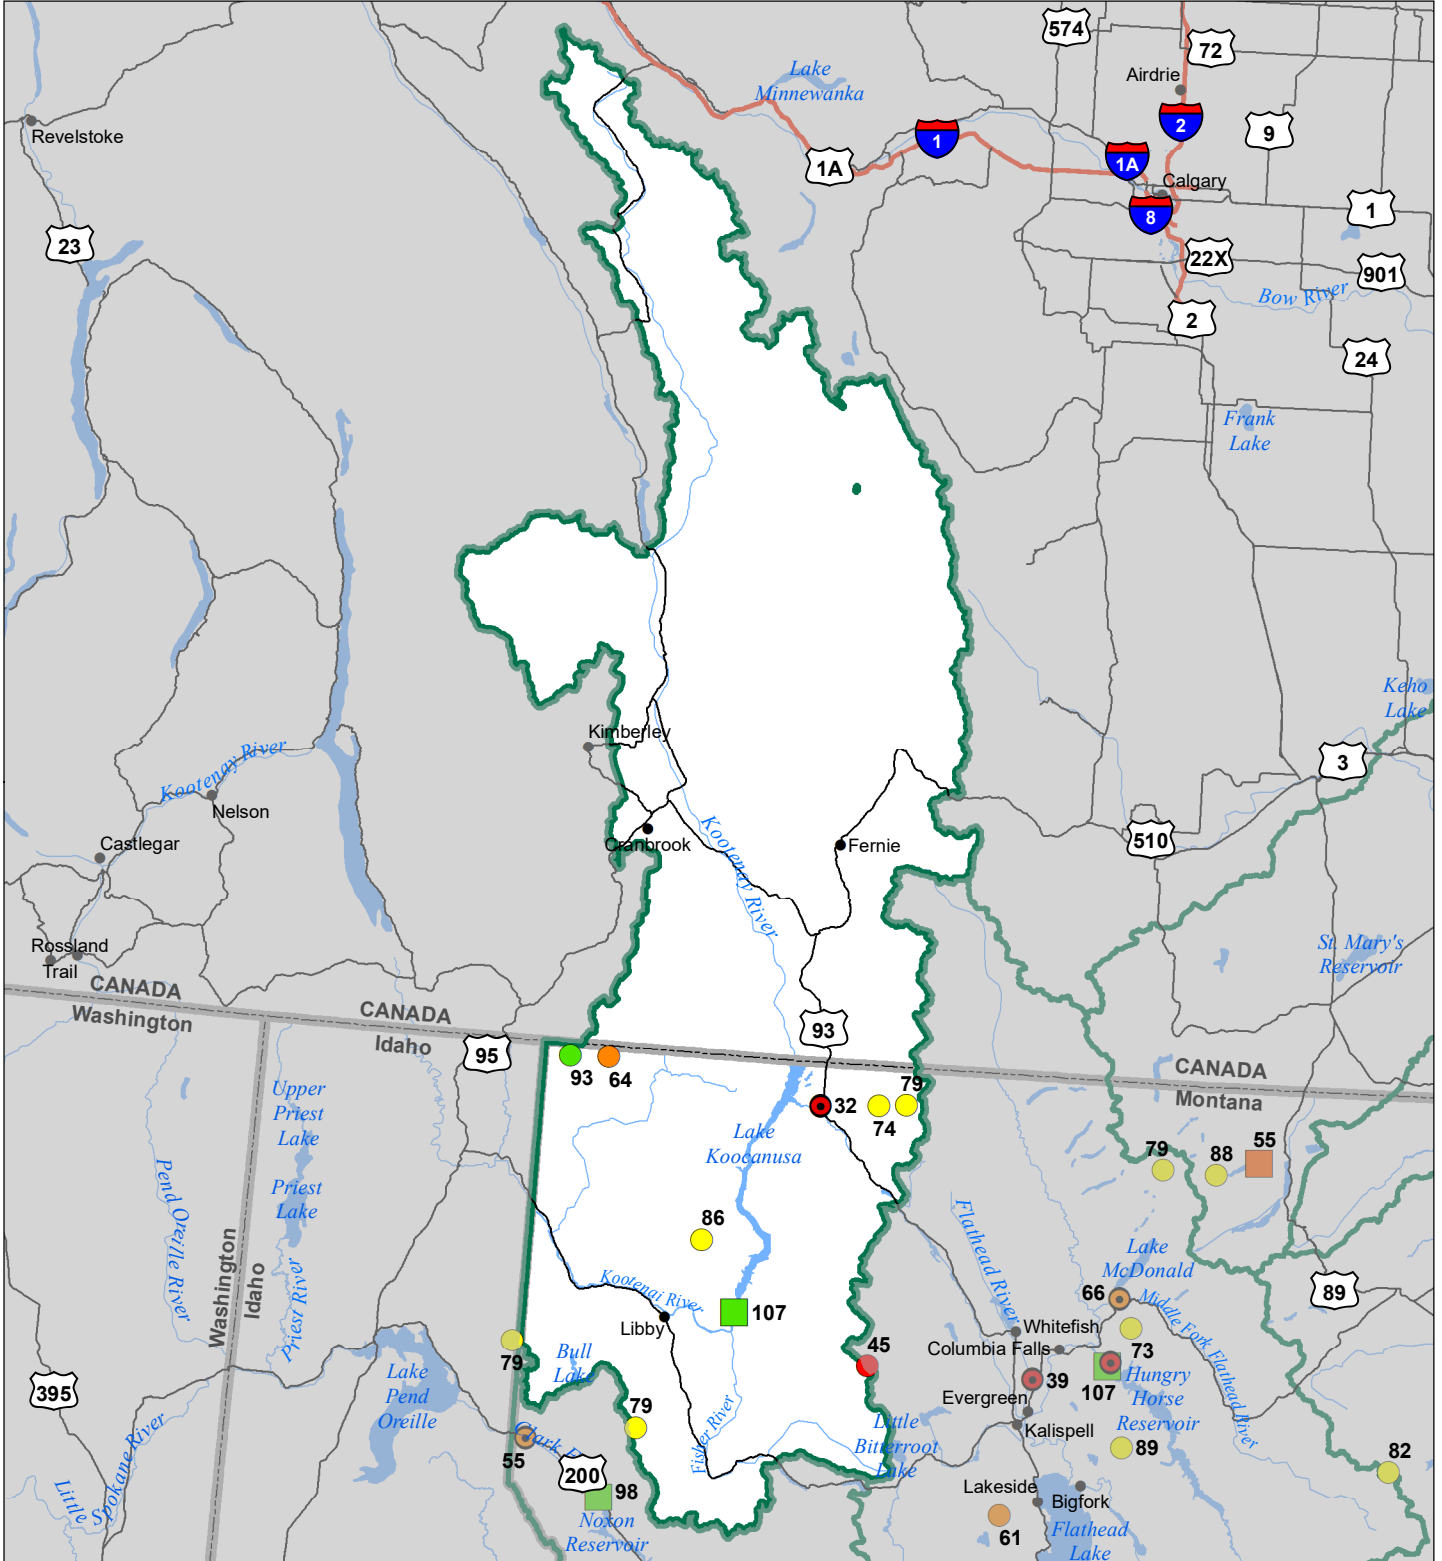 574
72
Airdrie
Lake
Minnewanka
2
9
1
1A
1A
Revelstoke
Calgary
8
1
23
22X
901
Bow River
2
24
Frank
Lake
Keho
Lake
Kimberley
Kootenay River
3
Nelson
Castlegar
Kootenay River
Cranbrook
Fernie
510
Rossland
Trail
St. Mary's
Reservoir
CANADA
Washington
CANADA
Idaho
93
95
CANADA
Montana
93
64
79
32
74
Upper
Priest
Lake
Priest
Lake
Lake
Koocanusa
79
88
55
Pend Oreille River
Washington
Idaho
Priest River
86
Flathead River
Lake
McDonald
Kootenai River
107
66
89
Middle Fork Flathead River
Libby
Whitefish
Columbia Falls
73
79
Bull
Lake
45
395
Lake
Pend
Oreille
39
107
Hungry
Horse
Reservoir
Evergreen
Kalispell
79
Fisher River
Little
Bitterroot
Lake
Clark F
55
89
82
200
98
Little
Spokane River
Noxon
Reservoir
Lakeside
Bigfork
61
Flathead
Lake